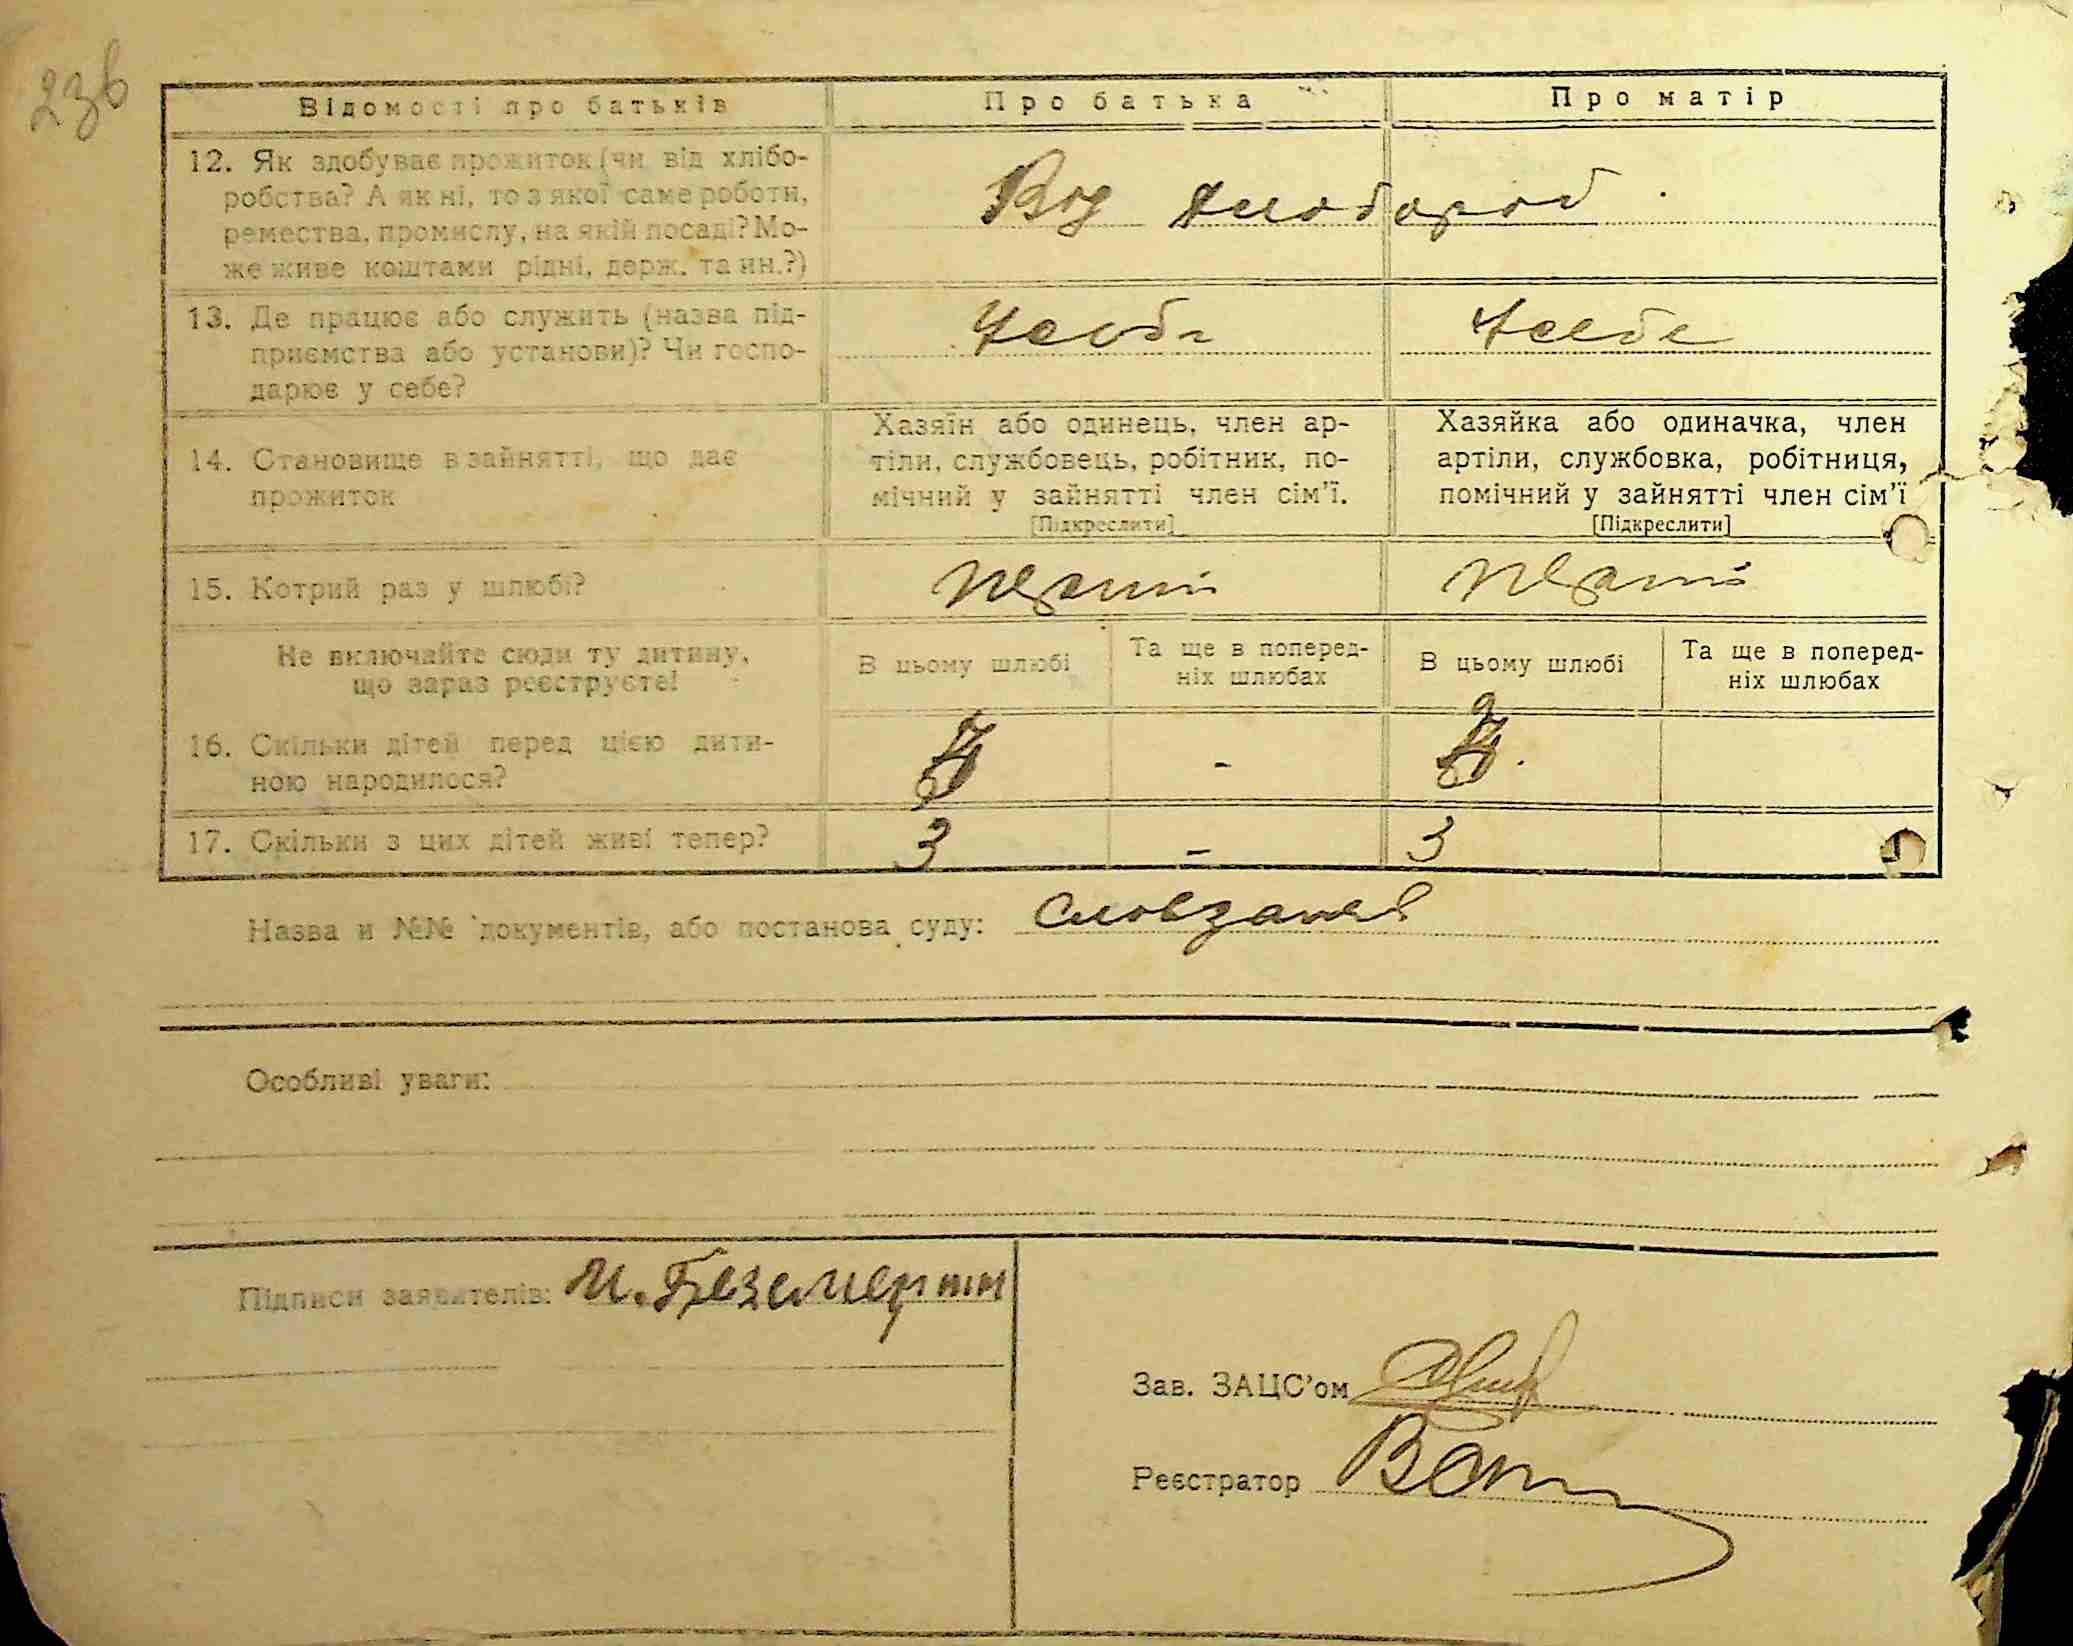 236
Відомості про батьків
Про батька
Про матір
12. Як здобуває прожиток (чи від хлібо-
робства? А як ні, то з якої саме роботи,
ремества, промислу, на якій посаді? Мо-
же живе коштами рідні, держ. та ин.?)
Від хлібороб
13. Де працює або служить (назва під-
приємства або установи)? Чи госпо-
дарює у себе?
У себе
У себе
14. Становище в зайнятті, що дає
прожиток
Хазяїн або одинець, член ар-
тіли, службовець, робітник, по-
мічний у зайнятті член сім'ї.
[Підкреслити]
Хазяйка або одиначка, член
артіли, службовка, робітниця,
помічний у зайнятті член сім'ї
[Підкреслити]
15. Котрий раз у шлюбі?
Перший
Перший
Не включайте сюди ту дитину,
що зараз реєструєте!
В цьому шлюбі
Та ще в поперед-
ніх шлюбах
В цьому шлюбі
Та ще в поперед-
ніх шлюбах
16. Скільки дітей перед цією дити-
ною народилося?
-
17. Скільки з цих дітей живі тепер?
3
-
3
Назва и №№ документів, або постанова суду:
Особливі уваги:
Підписи заявителів: И. Безсмертни
Зав. ЗАЦС'ом
Реєстратор